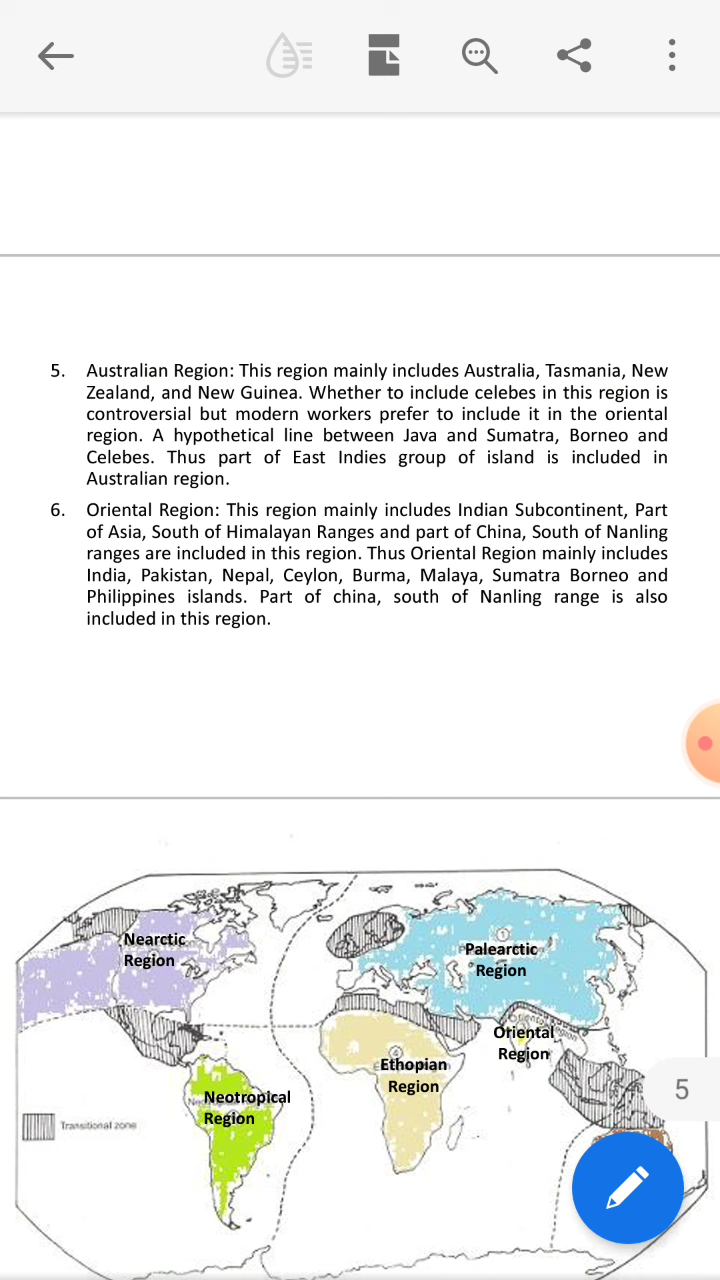 5. Australian Region: This region mainly includes Australia, Tasmania, New
Zealand, and New Guinea. Whether to include celebes in this region is
controversial but modern workers prefer to include it in the oriental
region. A hypothetical line between Java and Sumatra, Borneo and
Celebes. Thus part of East Indies group of island is included in
Australian region.
6. Oriental Region: This region mainly includes Indian Subcontinent, Part
of Asia, South of Himalayan Ranges and part of China, South of Nanling
ranges are included in this region. Thus Oriental Region mainly includes
India, Pakistan, Nepal, Ceylon, Burma, Malaya, Sumatra Borneo and
Philippines islands. Part of china, south of Nanling range is also
included in this region.
Nearctic
Region
Palearctic
Region
Oriental
Region
Ethopian
Region
Neotropical
Region
Transitional zone
5